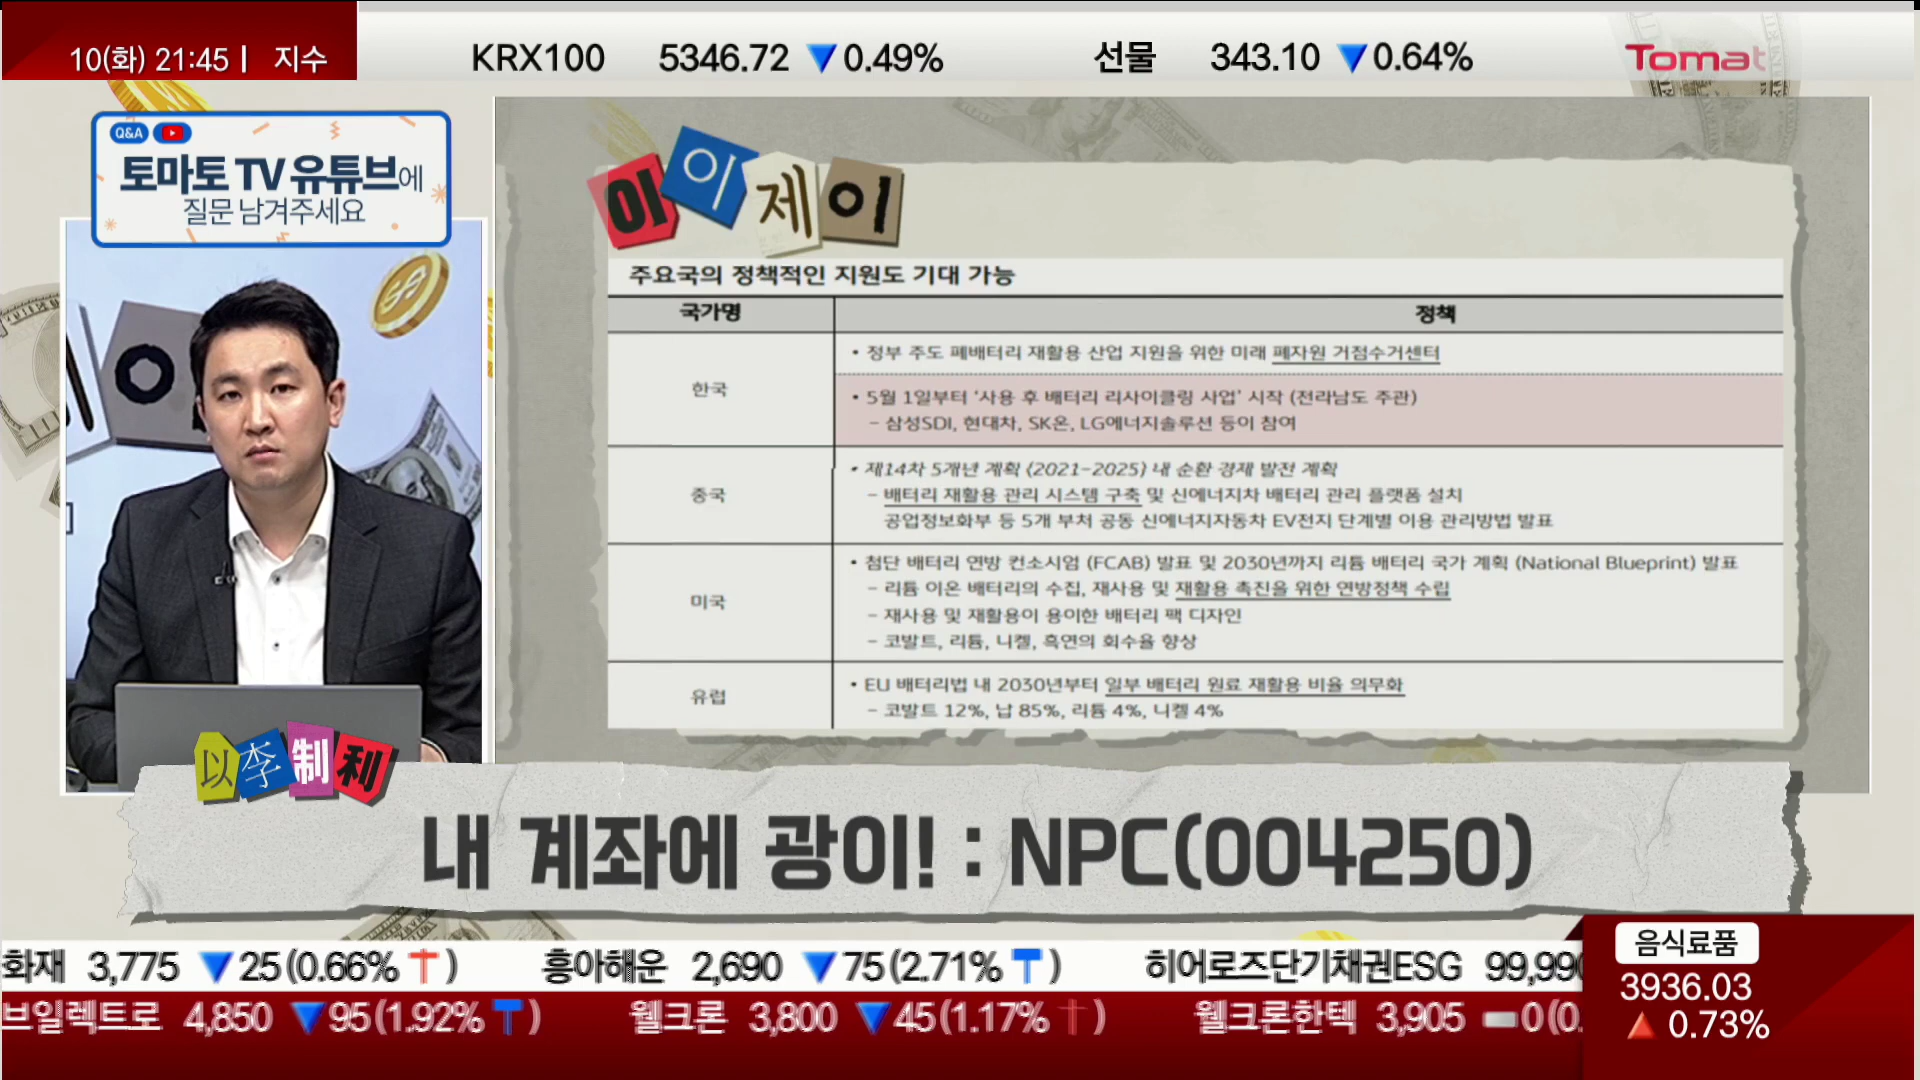 10(화) 21:45 | 지수
KRX100 5346.72 ▼0.49%
선물 343.10 ▼0.64%
Tomat
Q&A
토마토 TV 유튜브에
질문 남겨주세요
이이제이
주요국의 정책적인 지원도 기대 가능
국가명 정책
한국
• 정부 주도 폐배터리 재활용 산업 지원을 위한 미래 폐자원 거점수거센터
• 5월 1일부터 '사용 후 배터리 리사이클링 사업' 시작 (전라남도 주관)
– 삼성SDI, 현대차, SK온, LG에너지솔루션 등이 참여
중국
• 제14차 5개년 계획 (2021-2025) 내 순환 경제 발전 계획
– 배터리 재활용 관리 시스템 구축 및 신에너지차 배터리 관리 플랫폼 설치
공업정보화부 등 5개 부처 공동 신에너지자동차 EV전지 단계별 이용 관리방법 발표
미국
• 첨단 배터리 연방 컨소시엄 (FCAB) 발표 및 2030년까지 리튬 배터리 국가 계획 (National Blueprint) 발표
– 리튬 이온 배터리의 수집, 재사용 및 재활용 촉진을 위한 연방정책 수립
– 재사용 및 재활용이 용이한 배터리 팩 디자인
– 코발트, 리튬, 니켈, 흑연의 회수율 향상
유럽
• EU 배터리법 내 2030년부터 일부 배터리 원료 재활용 비율 의무화
– 코발트 12%, 납 85%, 리튬 4%, 니켈 4%
以李制利
내 계좌에 광이! : NPC(004250)
화재 3,775 ▼25(0.66%↑) 흥아해운 2,690 ▼75(2.71%) 히어로즈단기채권ESG 99,990
브일렉트로 4,850 ▼95(1.92%) 웰크론 3,800 ▼45(1.17%↑) 웰크론한텍 3,905 0(0.
음식료품
3936.03
▲ 0.73%